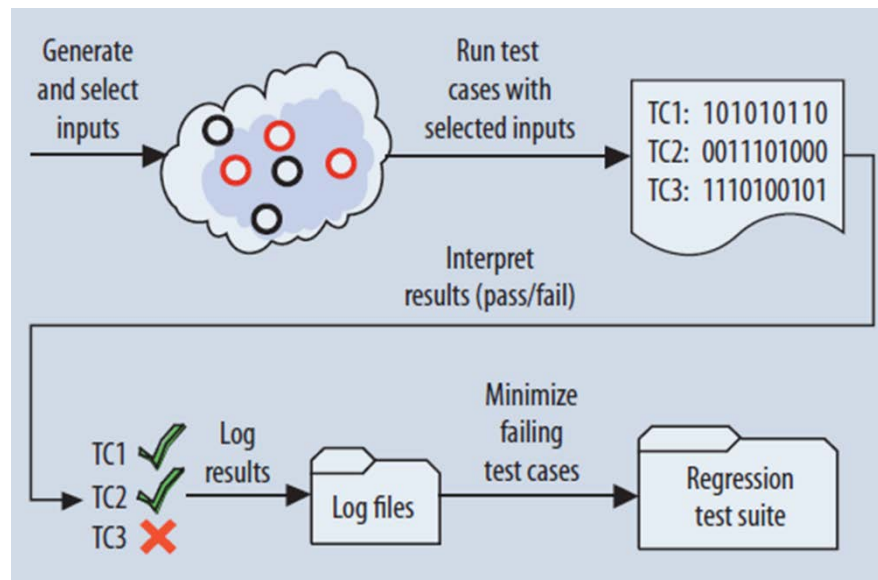 Generate
and select
inputs
Run test
cases with
selected inputs
TC1: 101010110
TC2: 0011101000
TC3: 1110100101
Interpret
results (pass/fail)
TC1
TC2
TC3
Log
results
Log files
Minimize
failing
test cases
Regression
test suite